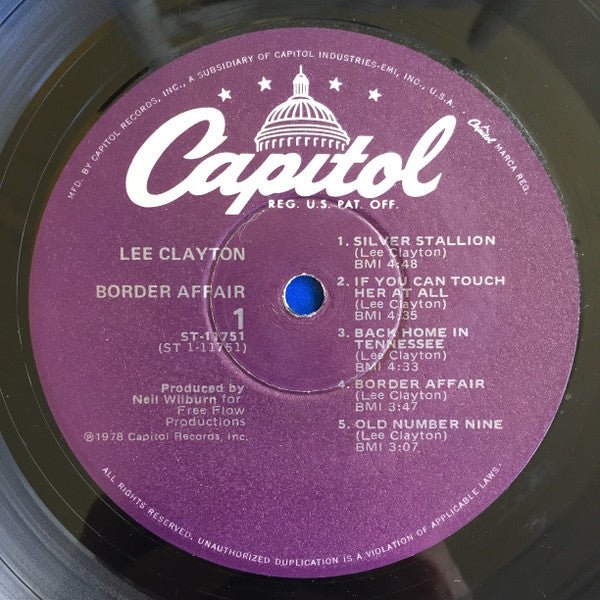 MFD. BY CAPITOL RECORDS, INC., A SUBSIDIARY OF CAPITOL INDUSTRIES-EMI, INC., U.S.A.
Capitol MARCA REG.
Capitol
REG. U.S. PAT. OFF.
LEE CLAYTON
BORDER AFFAIR
1
ST-11751
(ST 1-11751)
Produced by
Neil Wilburn for
Free Flow
Productions
℗1978 Capitol Records, Inc.
1. SILVER STALLION
(Lee Clayton)
BMI 4:48
2. IF YOU CAN TOUCH
HER AT ALL
(Lee Clayton)
BMI 4:35
3. BACK HOME IN
TENNESSEE
(Lee Clayton)
BMI 4:33
4. BORDER AFFAIR
(Lee Clayton)
BMI 3:47
5. OLD NUMBER NINE
(Lee Clayton)
BMI 3:07
ALL RIGHTS RESERVED. UNAUTHORIZED DUPLICATION IS A VIOLATION OF APPLICABLE LAWS.